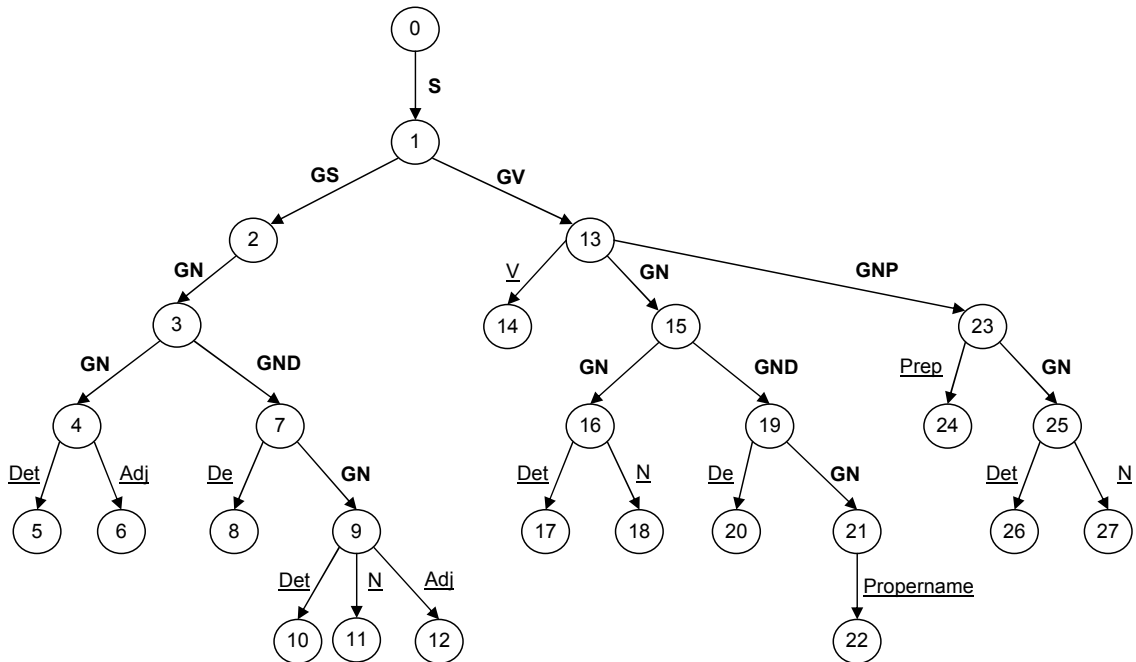 0
S
1
GS GV
2 13
GN V GN GNP
3 14 15 23
GN GND GN GND Prep GN
4 7 16 19 24 25
Det Adj De GN Det N De GN Det N
5 6 8 9 17 18 20 21 26 27
Det N Adj Propername
10 11 12 22